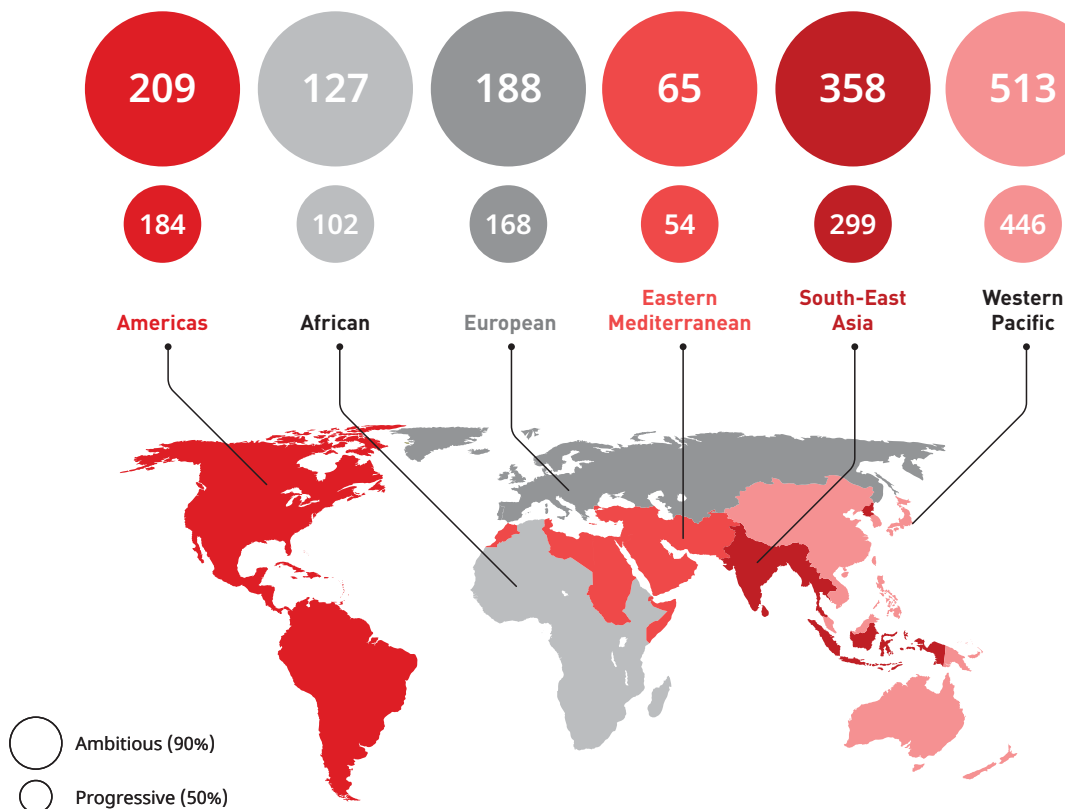 209 127 188 65 358 513
184 102 168 54 299 446
Americas
African
European
Eastern
Mediterranean
South-East
Asia
Western
Pacific
Ambitious (90%)
Progressive (50%)